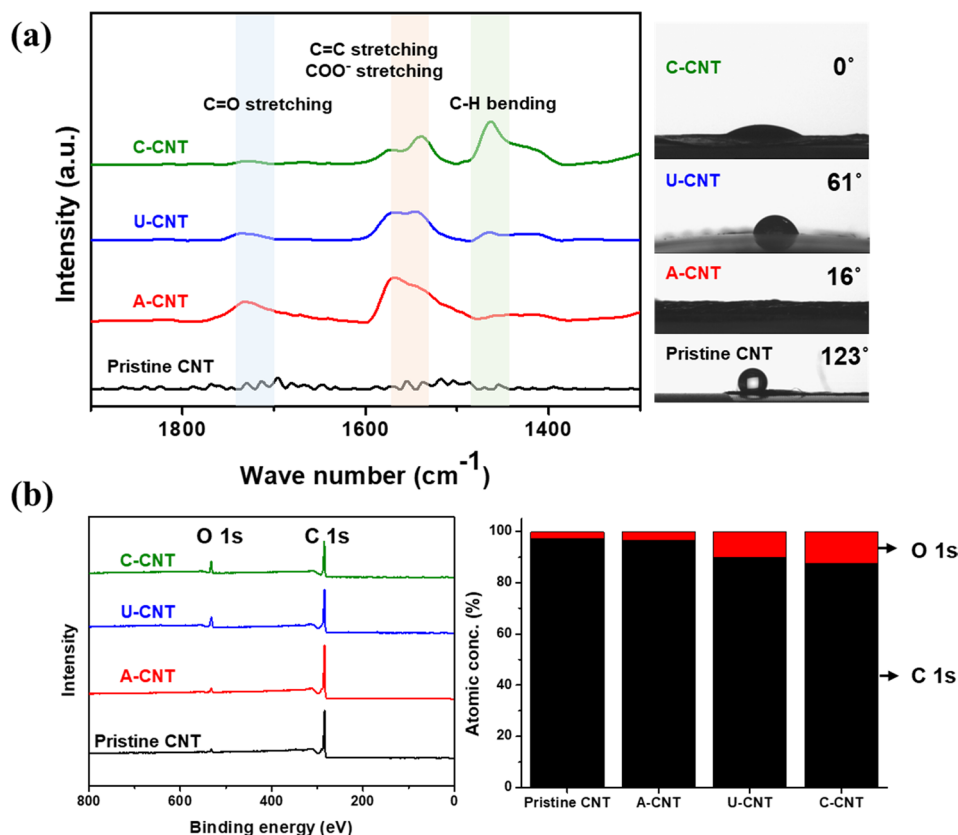 (a)
C=C stretching
COO⁻ stretching
C=O stretching
C-H bending
C-CNT
U-CNT
A-CNT
Pristine CNT
Intensity (a.u.)
1800
1600
1400
Wave number (cm⁻¹)
C-CNT 0°
U-CNT 61°
A-CNT 16°
Pristine CNT 123°
(b)
O 1s C 1s
C-CNT
U-CNT
A-CNT
Pristine CNT
Intensity
800 600 400 200 0
Binding energy (eV)
Atomic conc. (%)
100
80
60
40
20
0
Pristine CNT A-CNT U-CNT C-CNT
O 1s
C 1s